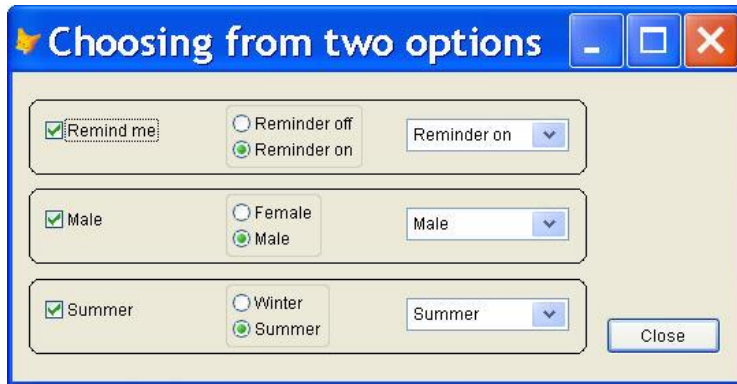 Choosing from two options
Remind me
Reminder off
Reminder on
Reminder on
Male
Female
Male
Male
Summer
Winter
Summer
Summer
Close